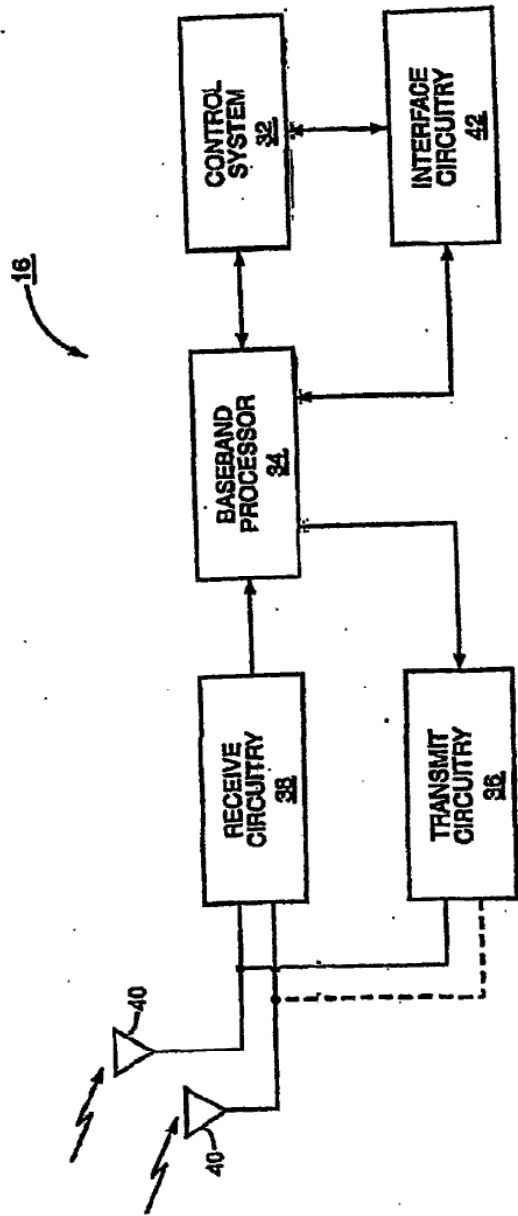 16
CONTROL
SYSTEM
32
BASEBAND
PROCESSOR
34
INTERFACE
CIRCUITRY
42
RECEIVE
CIRCUITRY
38
TRANSMIT
CIRCUITRY
36
40
40